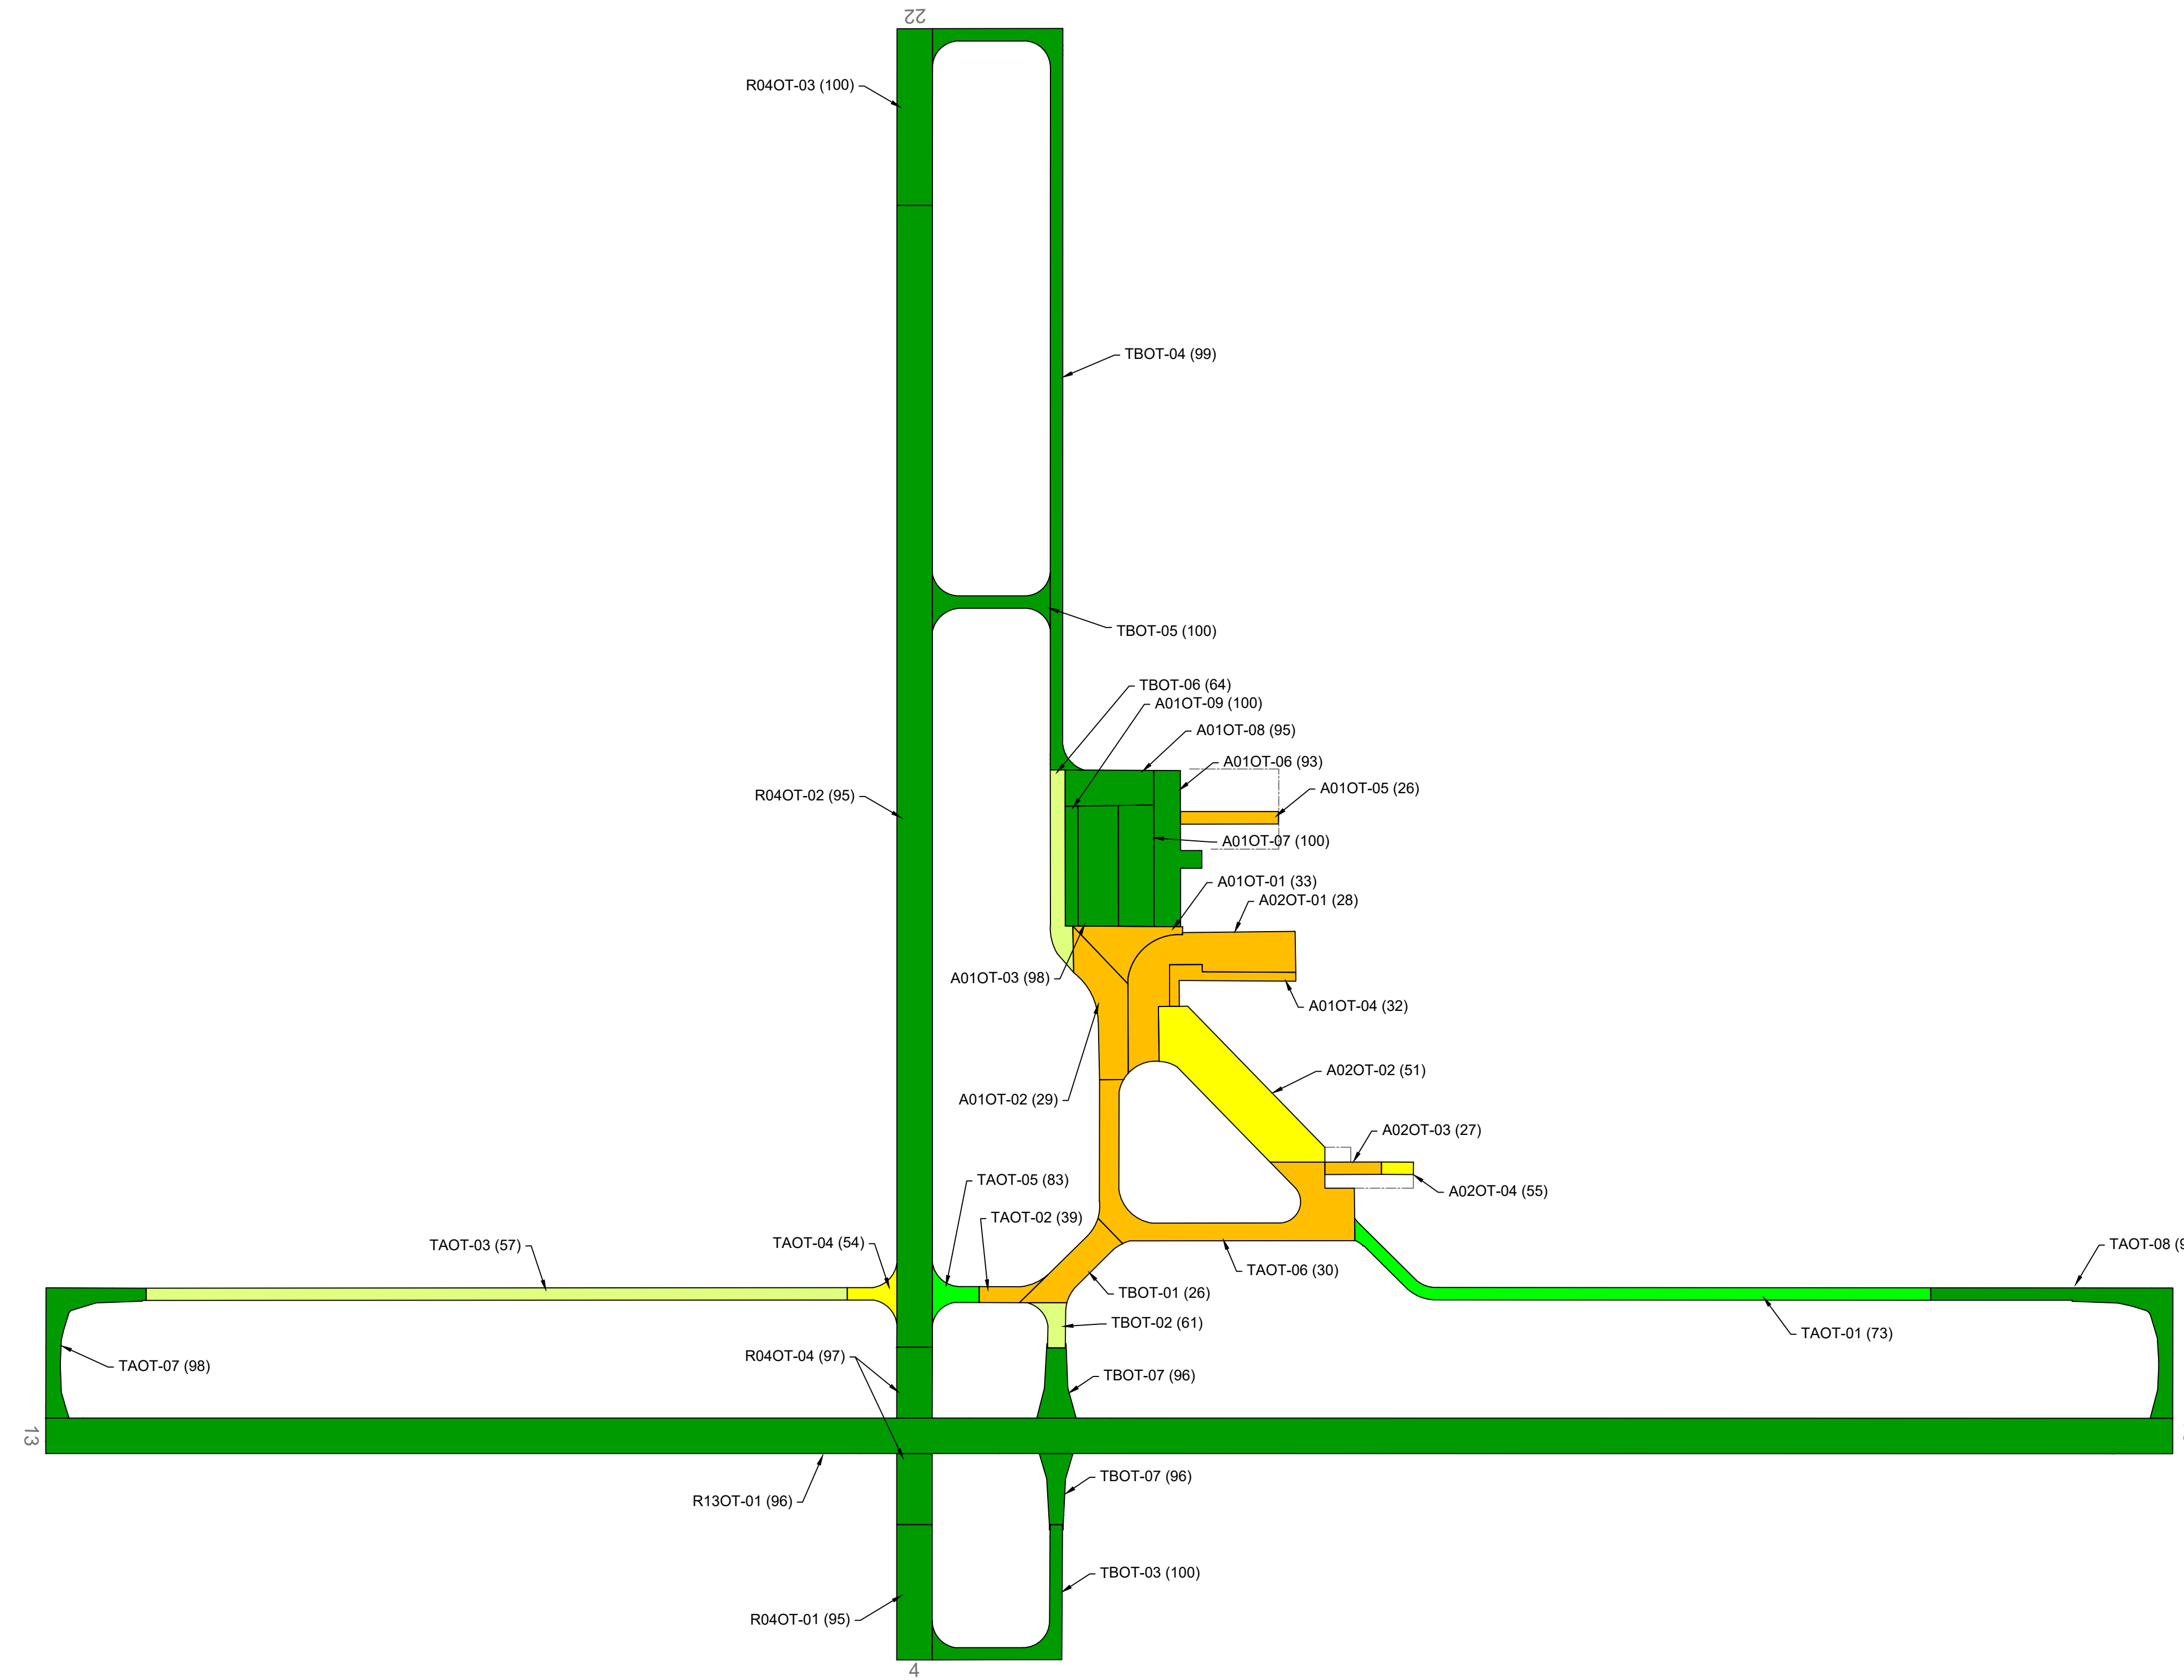 22
R04OT-03 (100)
TBOT-04 (99)
TBOT-05 (100)
TBOT-06 (64)
A01OT-09 (100)
A01OT-08 (95)
A01OT-06 (93)
R04OT-02 (95)
A01OT-05 (26)
A01OT-07 (100)
A01OT-01 (33)
A02OT-01 (28)
A01OT-03 (98)
A01OT-04 (32)
A02OT-02 (51)
A01OT-02 (29)
A02OT-03 (27)
TAOT-05 (83)
A02OT-04 (55)
TAOT-02 (39)
TAOT-03 (57)
TAOT-04 (54)
TAOT-08 (9
TAOT-06 (30)
TBOT-01 (26)
TBOT-02 (61)
TAOT-01 (73)
R04OT-04 (97)
TAOT-07 (98)
TBOT-07 (96)
13
TBOT-07 (96)
R13OT-01 (96)
TBOT-03 (100)
R04OT-01 (95)
4